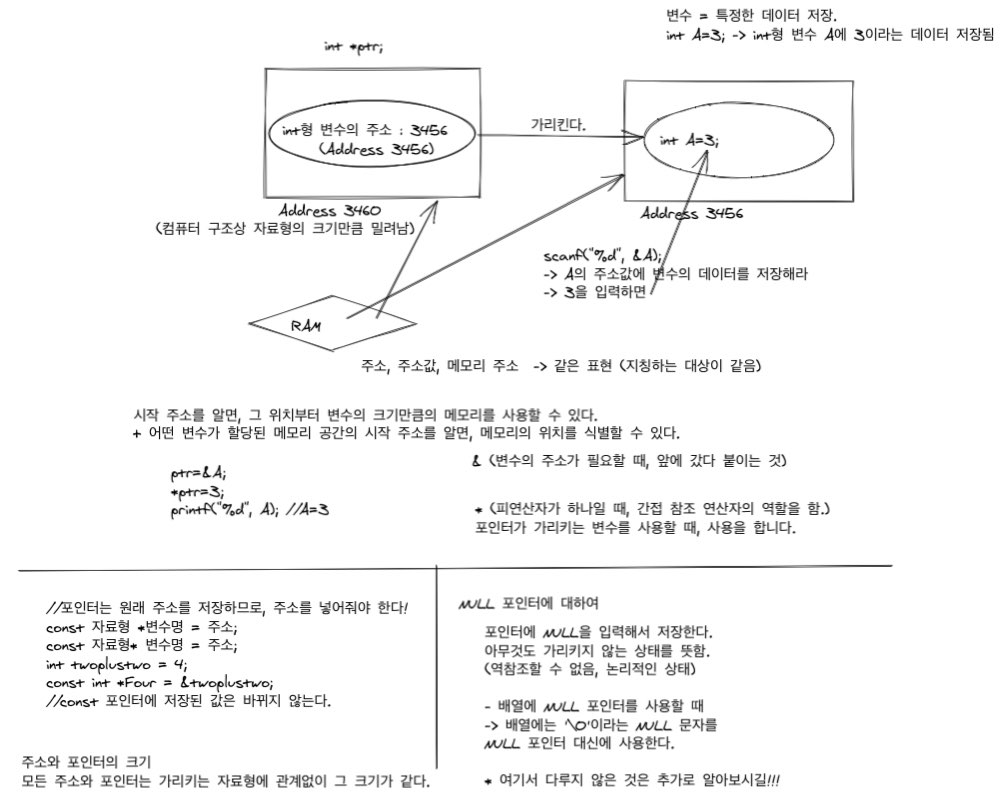 변수 = 특정한 데이터 저장.
int A=3; -> int형 변수 A에 3이라는 데이터 저장됨
int *ptr;
int형 변수의 주소 : 3456
(Address 3456)
가리킨다.
int A=3;
Address 3460
(컴퓨터 구조상 자료형의 크기만큼 밀려남)
Address 3456
scanf("%d", &A);
-> A의 주소값에 변수의 데이터를 저장해라
-> 3을 입력하면
RAM
주소, 주소값, 메모리 주소 -> 같은 표현 (지칭하는 대상이 같음)
시작 주소를 알면, 그 위치부터 변수의 크기만큼의 메모리를 사용할 수 있다.
+ 어떤 변수가 할당된 메모리 공간의 시작 주소를 알면, 메모리의 위치를 식별할 수 있다.
ptr=&A;
*ptr=3;
printf("%d", A); //A=3
& (변수의 주소가 필요할 때, 앞에 갔다 붙이는 것)
* (피연산자가 하나일 때, 간접 참조 연산자의 역할을 함.)
포인터가 가리키는 변수를 사용할 때, 사용을 합니다.
//포인터는 원래 주소를 저장하므로, 주소를 넣어줘야 한다!
const 자료형 *변수명 = 주소;
const 자료형* 변수명 = 주소;
int twoplustwo = 4;
const int *Four = &twoplustwo;
//const 포인터에 저장된 값은 바뀌지 않는다.
주소와 포인터의 크기
모든 주소와 포인터는 가리키는 자료형에 관계없이 그 크기가 같다.
NULL 포인터에 대하여
포인터에 NULL을 입력해서 저장한다.
아무것도 가리키지 않는 상태를 뜻함.
(역참조할 수 없음, 논리적인 상태)
- 배열에 NULL 포인터를 사용할 때
-> 배열에는 '\0'이라는 NULL 문자를
NULL 포인터 대신에 사용한다.
* 여기서 다루지 않은 것은 추가로 알아보시길!!!